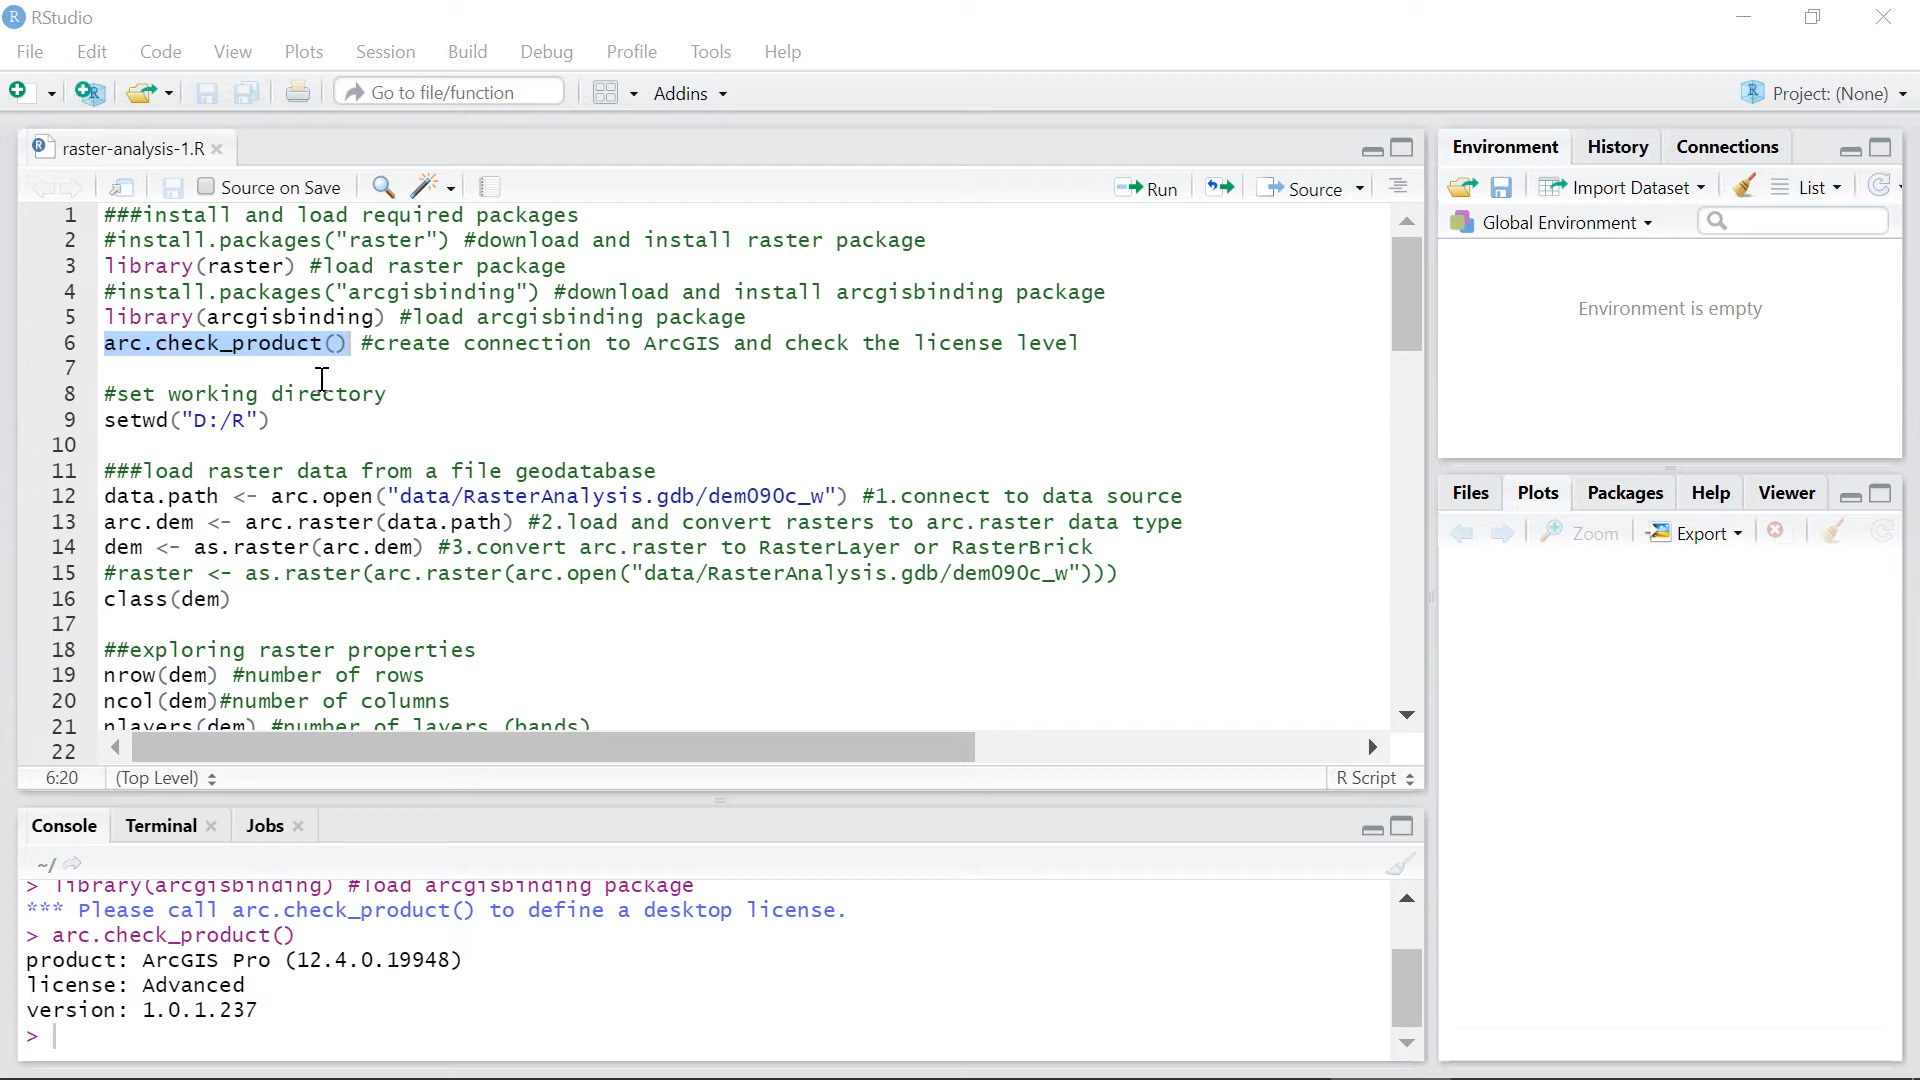 RStudio
File Edit Code View Plots Session Build Debug Profile Tools Help
Go to file/function Addins Project: (None)
raster-analysis-1.R
Source on Save Run Source
1 ###install and load required packages
2 #install.packages("raster") #download and install raster package
3 library(raster) #load raster package
4 #install.packages("arcgisbinding") #download and install arcgisbinding package
5 library(arcgisbinding) #load arcgisbinding package
6 arc.check_product() #create connection to ArcGIS and check the license level
7
8 #set working directory
9 setwd("D:/R")
10
11 ###load raster data from a file geodatabase
12 data.path <- arc.open("data/RasterAnalysis.gdb/dem090c_w") #1.connect to data source
13 arc.dem <- arc.raster(data.path) #2.load and convert rasters to arc.raster data type
14 dem <- as.raster(arc.dem) #3.convert arc.raster to RasterLayer or RasterBrick
15 #raster <- as.raster(arc.raster(arc.open("data/RasterAnalysis.gdb/dem090c_w")))
16 class(dem)
17
18 ##exploring raster properties
19 nrow(dem) #number of rows
20 ncol(dem)#number of columns
21 nlayers(dem) #number of layers (bands)
22
6:20 (Top Level) R Script
Console Terminal Jobs
~/
> library(arcgisbinding) #load arcgisbinding package
*** Please call arc.check_product() to define a desktop license.
> arc.check_product()
product: ArcGIS Pro (12.4.0.19948)
license: Advanced
version: 1.0.1.237
>
Environment History Connections
Import Dataset List
Global Environment
Environment is empty
Files Plots Packages Help Viewer
Zoom Export